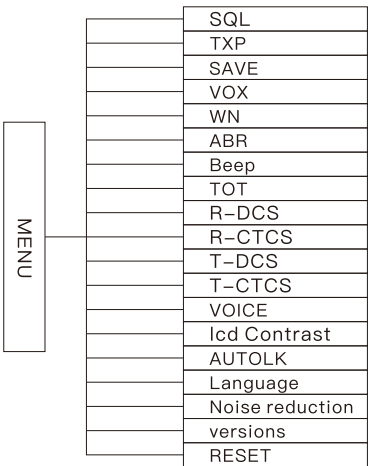 MENU
SQL
TXP
SAVE
VOX
WN
ABR
Beep
TOT
R-DCS
R-CTCS
T-DCS
T-CTCS
VOICE
lcd Contrast
AUTOLK
Language
Noise reduction
versions
RESET